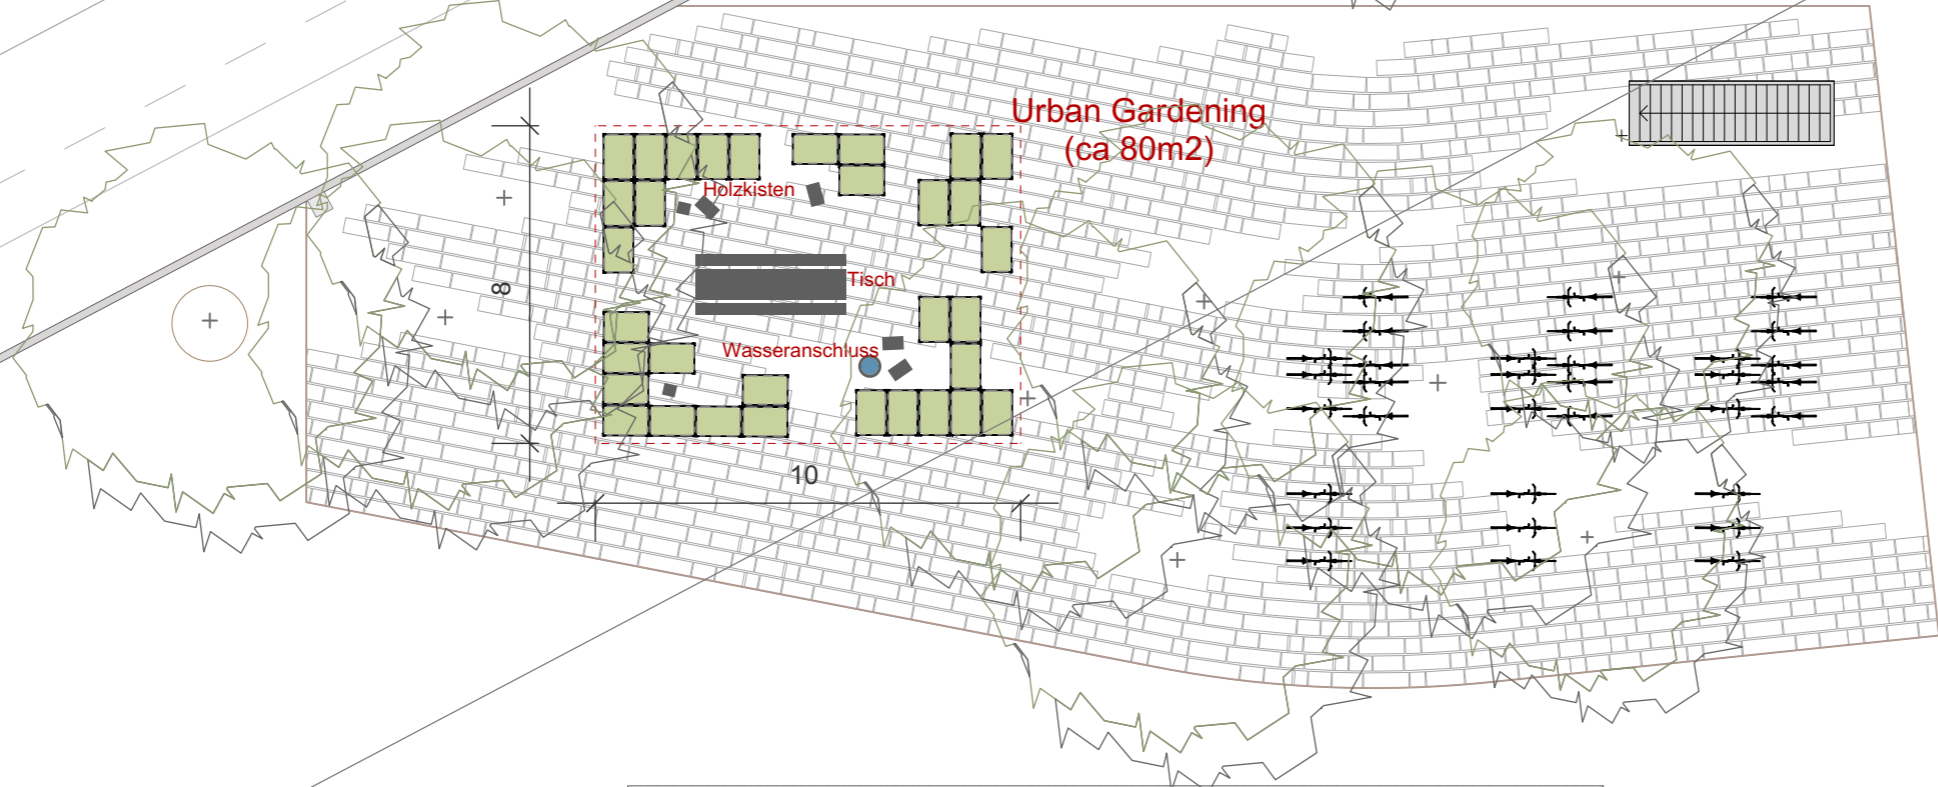 Urban Gardening
(ca 80m2)
Holzkisten
Tisch
8
Wasseranschluss
10